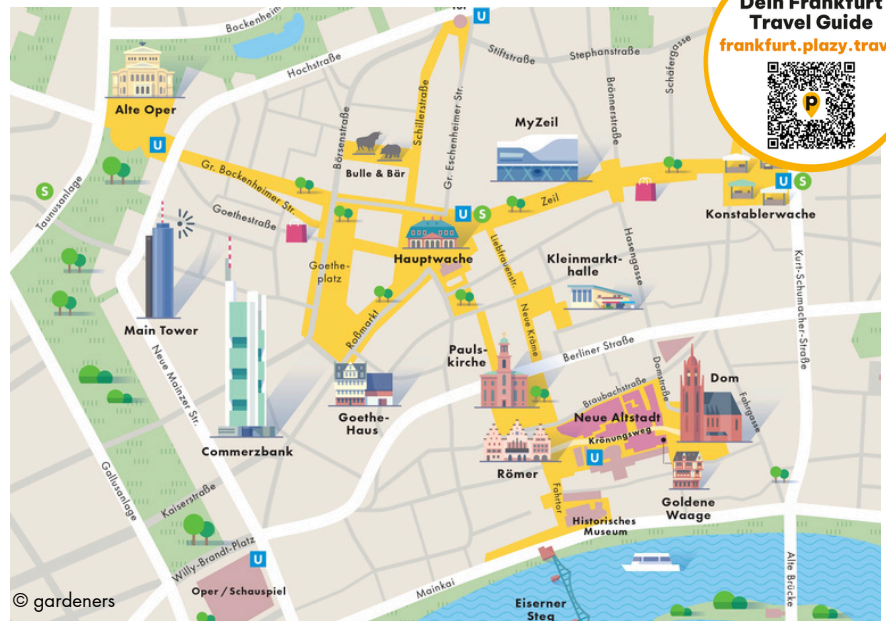 Dein Frankfurt
Travel Guide
frankfurt.plazy.trav
P
Bockenheimer
Hochstraße
tor
U
Stiftstraße
Stephanstraße
Schäfergasse
Alte Oper
U
Börsenstraße
Schillerstraße
Gr. Eschenheimer Str.
MyZeil
Brönnerstraße
Bulle & Bär
Gr. Bockenheimer Str.
S
Taunusanlage
Goethestraße
U
S
Zeil
U
S
Konstablerwache
Hauptwache
Liebfrauenstr.
Kleinmarkt-
halle
Hasengasse
Goethe-
platz
Main Tower
Roßmarkt
Neue Kräme
Kurt-Schumacher-Straße
Neue Mainzer Str.
Pauls-
kirche
Berliner Straße
Domstraße
Goethe-
Haus
Braubachstraße
Dom
Fahrgasse
Neue Altstadt
Krönungsweg
Commerzbank
Römer
U
Goldene
Waage
Gallusanlage
Kaiserstraße
Fahrtor
Historisches
Museum
Willy-Brandt-Platz
U
Oper / Schauspiel
Mainkai
Eiserner
Steg
Alte Brücke
© gardeners